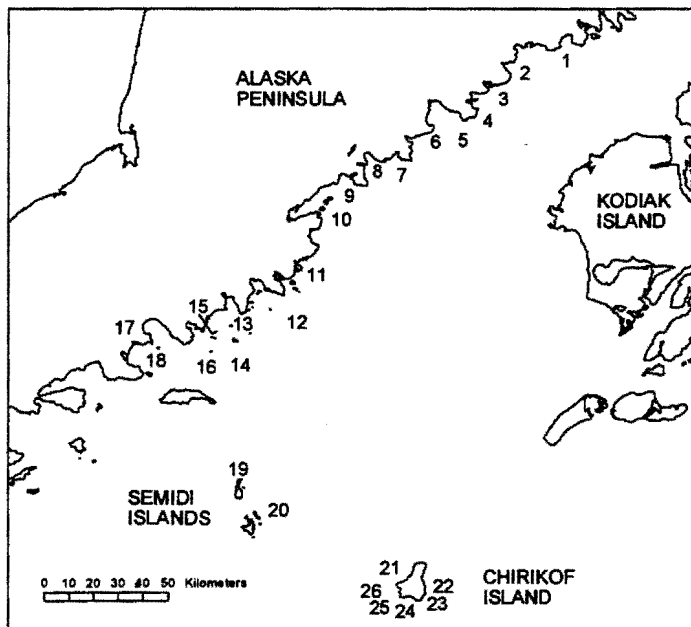 1
2
ALASKA
PENINSULA
3
4
5
6
7
8
9
KODIAK
ISLAND
10
11
12
15
13
17
18
16
14
19
SEMIDI
ISLANDS
20
21
CHIRIKOF
ISLAND
22
26
23
25
24
0 10 20 30 40 50 Kilometers